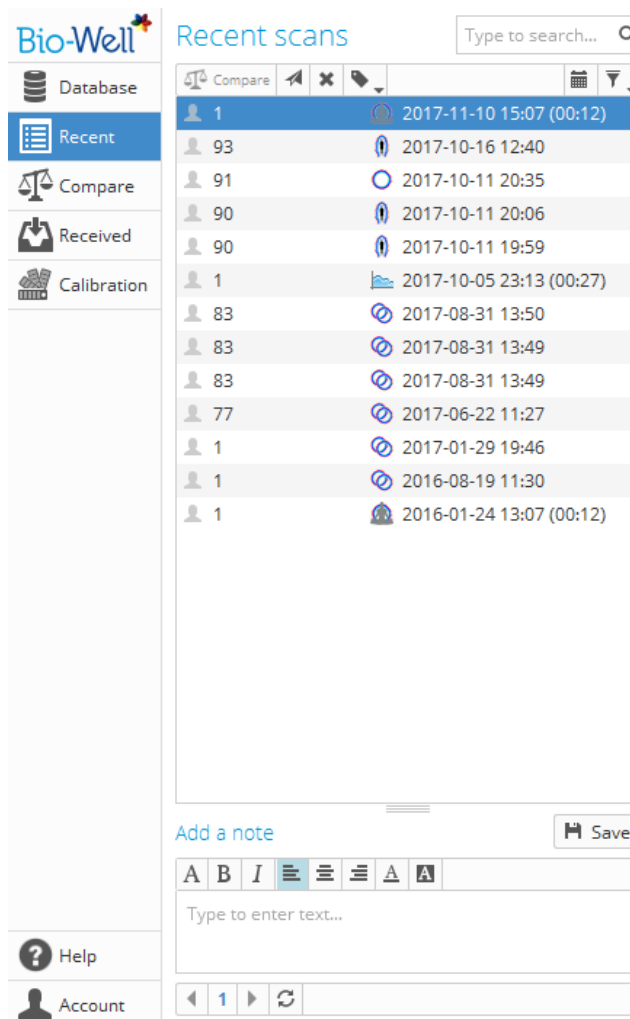 Bio-Well
Database
Recent
Compare
Received
Calibration
Help
Account
Recent scans
Type to search...
Compare
1 2017-11-10 15:07 (00:12)
93 2017-10-16 12:40
91 2017-10-11 20:35
90 2017-10-11 20:06
90 2017-10-11 19:59
1 2017-10-05 23:13 (00:27)
83 2017-08-31 13:50
83 2017-08-31 13:49
83 2017-08-31 13:49
77 2017-06-22 11:27
1 2017-01-29 19:46
1 2016-08-19 11:30
1 2016-01-24 13:07 (00:12)
Add a note
Save
A B I A A
Type to enter text...
1